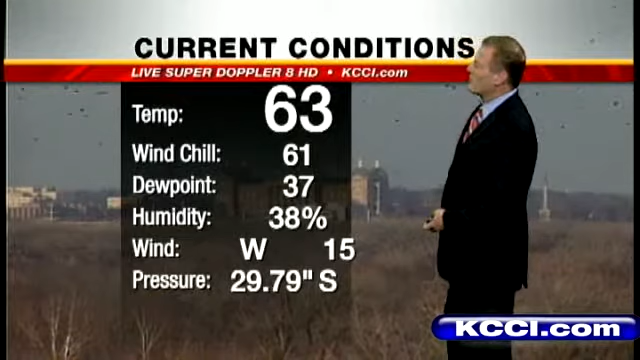 CURRENT CONDITIONS
LIVE SUPER DOPPLER 8 HD • KCCI.com
Temp: 63
Wind Chill: 61
Dewpoint: 37
Humidity: 38%
Wind: W 15
Pressure: 29.79" S
KCCI.com